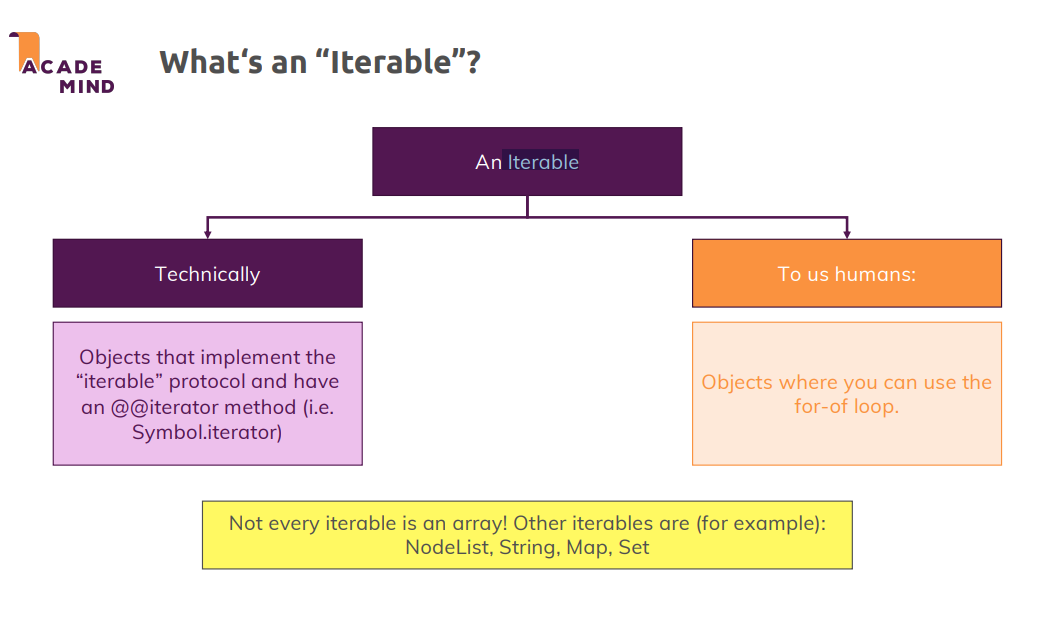 ACADE
MIND
What‘s an “Iterable”?
An Iterable
Technically
To us humans:
Objects that implement the
“iterable” protocol and have
an @@iterator method (i.e.
Symbol.iterator)
Objects where you can use the
for-of loop.
Not every iterable is an array! Other iterables are (for example):
NodeList, String, Map, Set